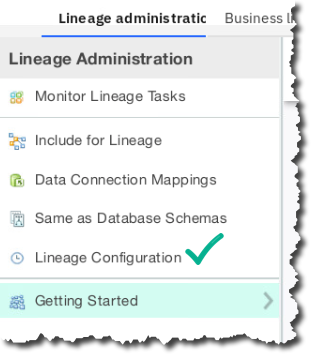 Lineage administratic
Business li
Lineage Administration
Monitor Lineage Tasks
Include for Lineage
Data Connection Mappings
Same as Database Schemas
Lineage Configuration
Getting Started